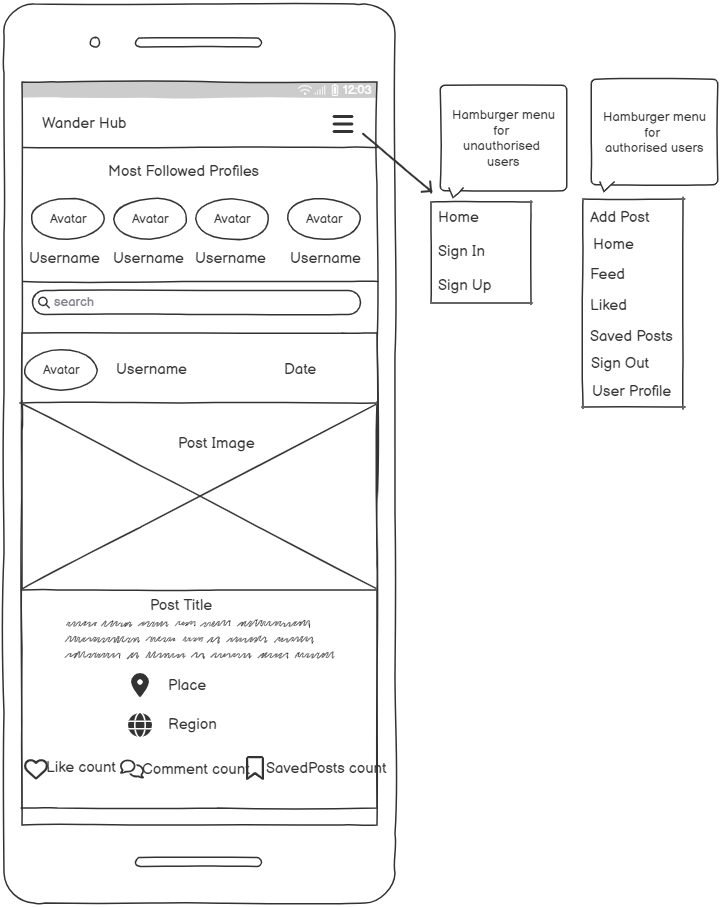 12:03
Wander Hub
Most Followed Profiles
Avatar Avatar Avatar Avatar
Username Username Username Username
search
Avatar Username Date
Post Image
Post Title
Place
Region
Like count Comment count SavedPosts count
Hamburger menu
for
unauthorised
users
Home
Sign In
Sign Up
Hamburger menu
for
authorised users
Add Post
Home
Feed
Liked
Saved Posts
Sign Out
User Profile